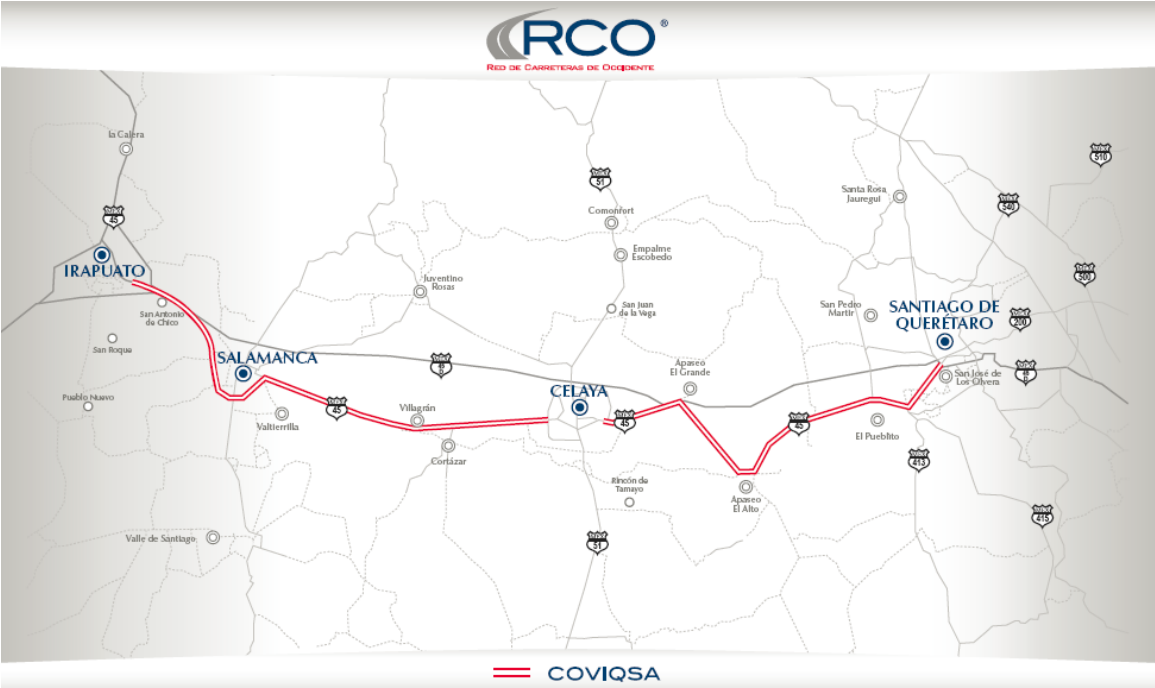 RCO®
RED DE CARRETERAS DE OCCIDENTE
la Calera
45
IRAPUATO
San Antonio
de Chico
San Roque
Pueblo Nuevo
SALAMANCA
Valtierrilla
Valle de Santiago
45
Juventino
Rosas
45
D
Villagrán
Cortázar
51
Comonfort
Empalme
Escobedo
San Juan
de la Vega
CELAYA
45
Rincón de
Tamayo
51
Apaseo
El Grande
Apaseo
El Alto
45
Santa Rosa
Jauregui
San Pedro
Martir
SANTIAGO DE
QUERÉTARO
San José de
Los Olvera
El Pueblito
413
415
510
540
500
200
COVIQSA